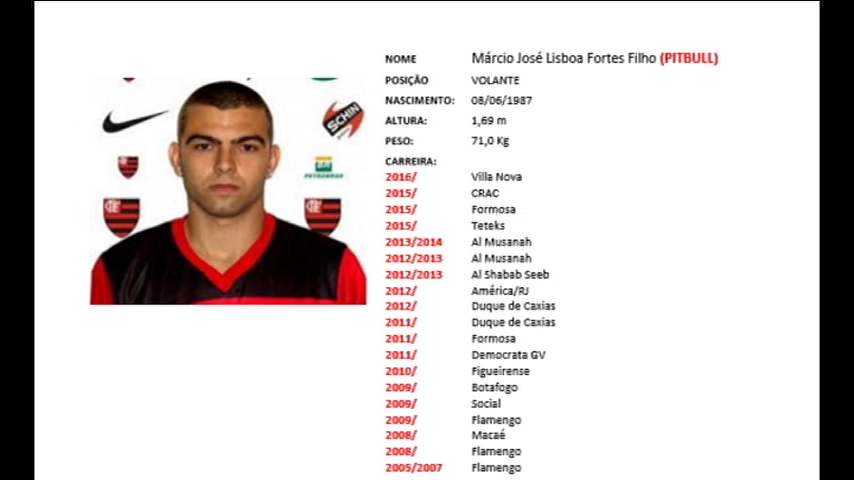 NOME Márcio José Lisboa Fortes Filho (PITBULL)
POSIÇÃO VOLANTE
NASCIMENTO: 08/06/1987
ALTURA: 1,69 m
PESO: 71,0 Kg
CARREIRA:
2016/ Villa Nova
2015/ CRAC
2015/ Formosa
2015/ Teteks
2013/2014 Al Musanah
2012/2013 Al Musanah
2012/2013 Al Shabab Seeb
2012/ América/RJ
2012/ Duque de Caxias
2011/ Duque de Caxias
2011/ Formosa
2011/ Democrata GV
2010/ Figueirense
2009/ Botafogo
2009/ Social
2009/ Flamengo
2008/ Macaé
2008/ Flamengo
2005/2007 Flamengo
SCHIN
BR
PETROBRAS